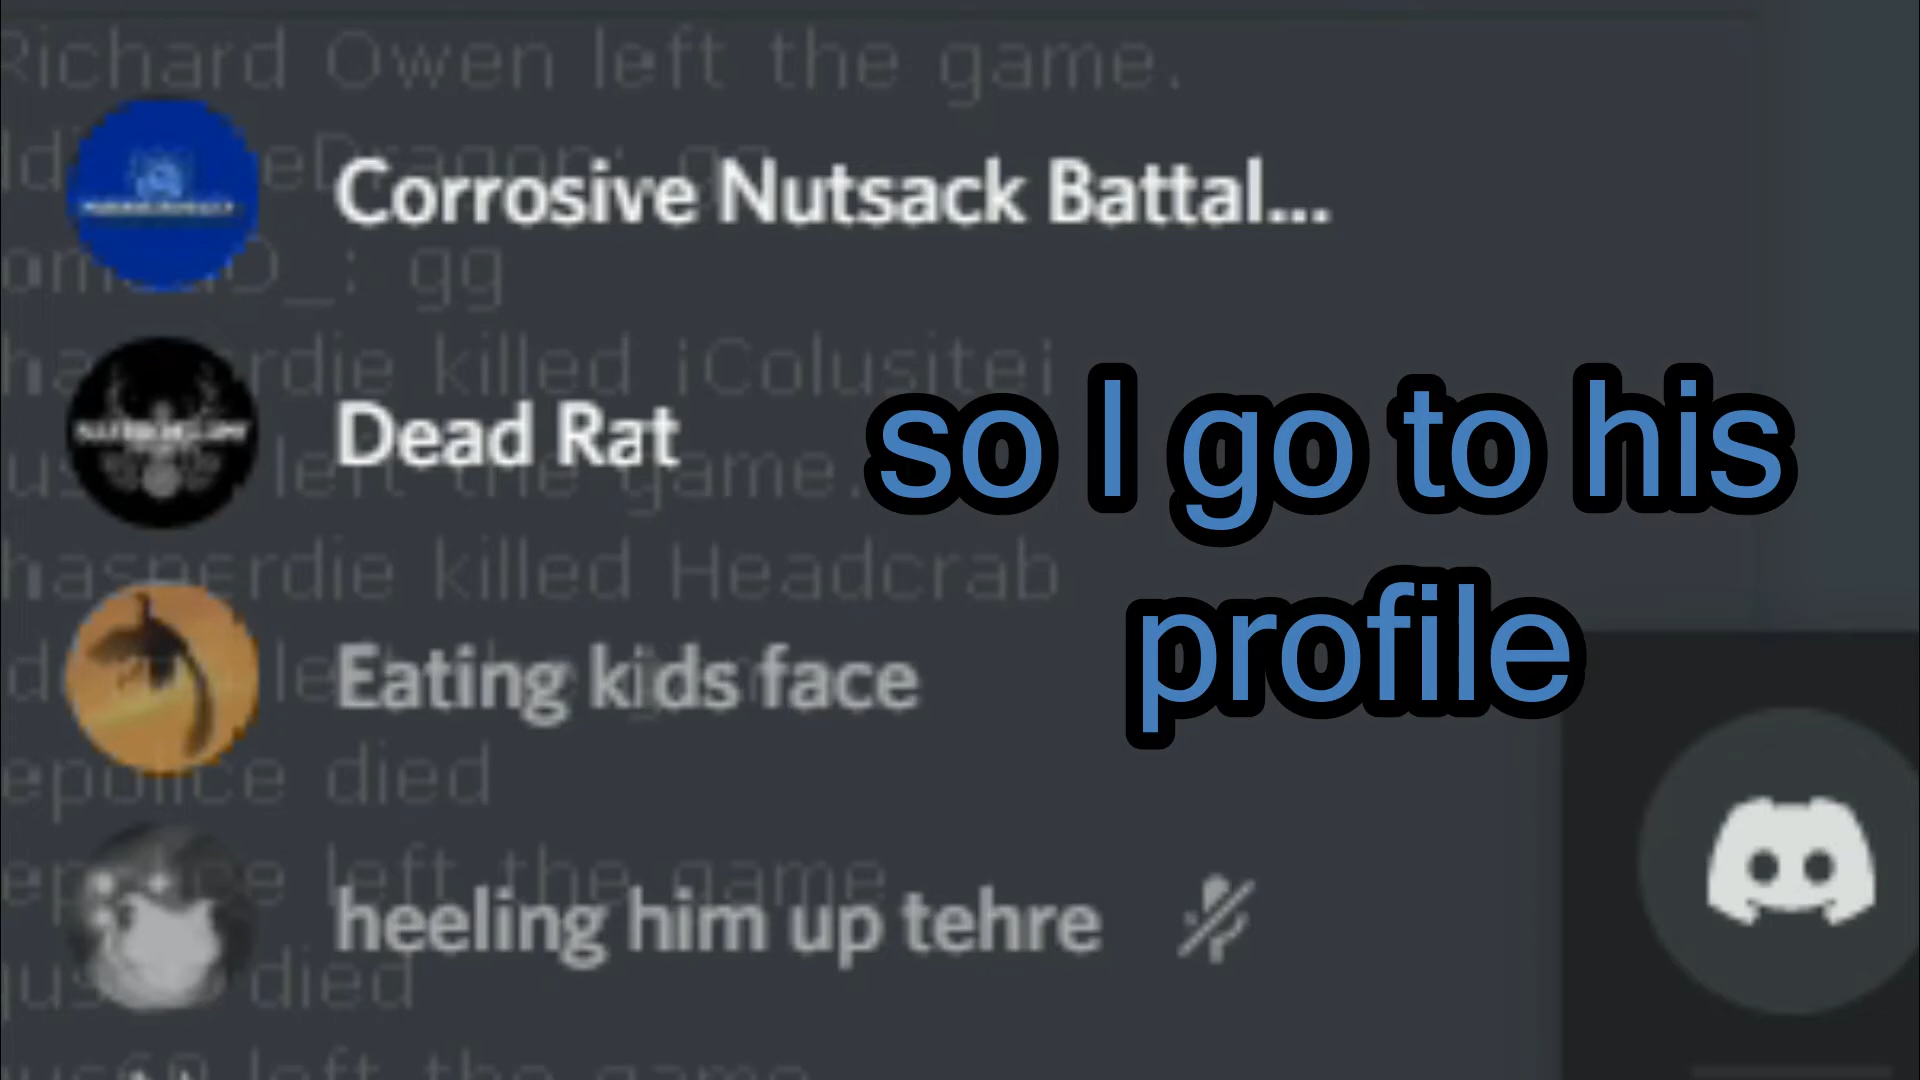 Richard Owen left the game.
Corrosive Nutsack Battal...
: gg
killed iColusitei
Dead Rat
left the game.
so I go to his
killed Headcrab
profile
Eating kids face
died
left the game
heeling him up tehre
died
left the game